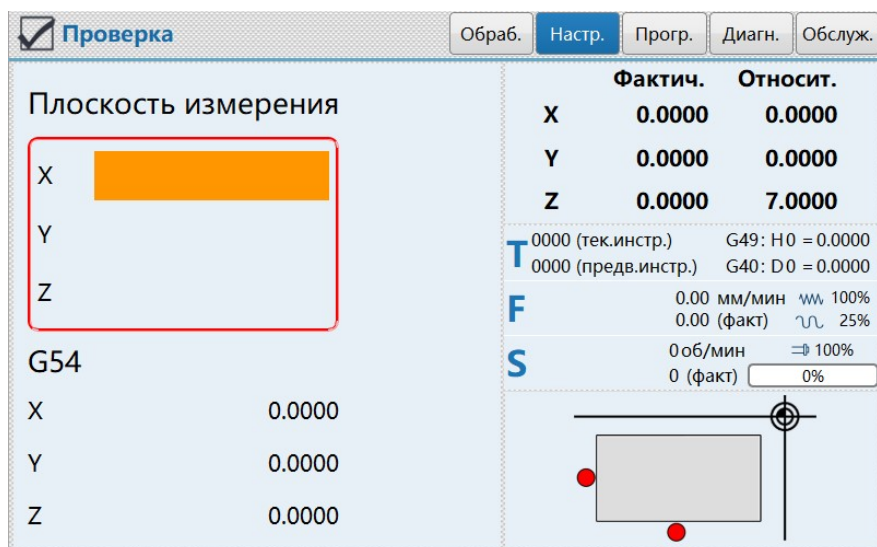 Проверка
Обраб. Настр. Прогр. Диагн. Обслуж.
Плоскость измерения
X
Y
Z
G54
X 0.0000
Y 0.0000
Z 0.0000
Фактич. Относит.
X 0.0000 0.0000
Y 0.0000 0.0000
Z 0.0000 7.0000
T 0000 (тек.инстр.) G49: H0 = 0.0000
0000 (предв.инстр.) G40: D0 = 0.0000
F 0.00 мм/мин 100%
0.00 (факт) 25%
S 0 об/мин 100%
0 (факт) 0%